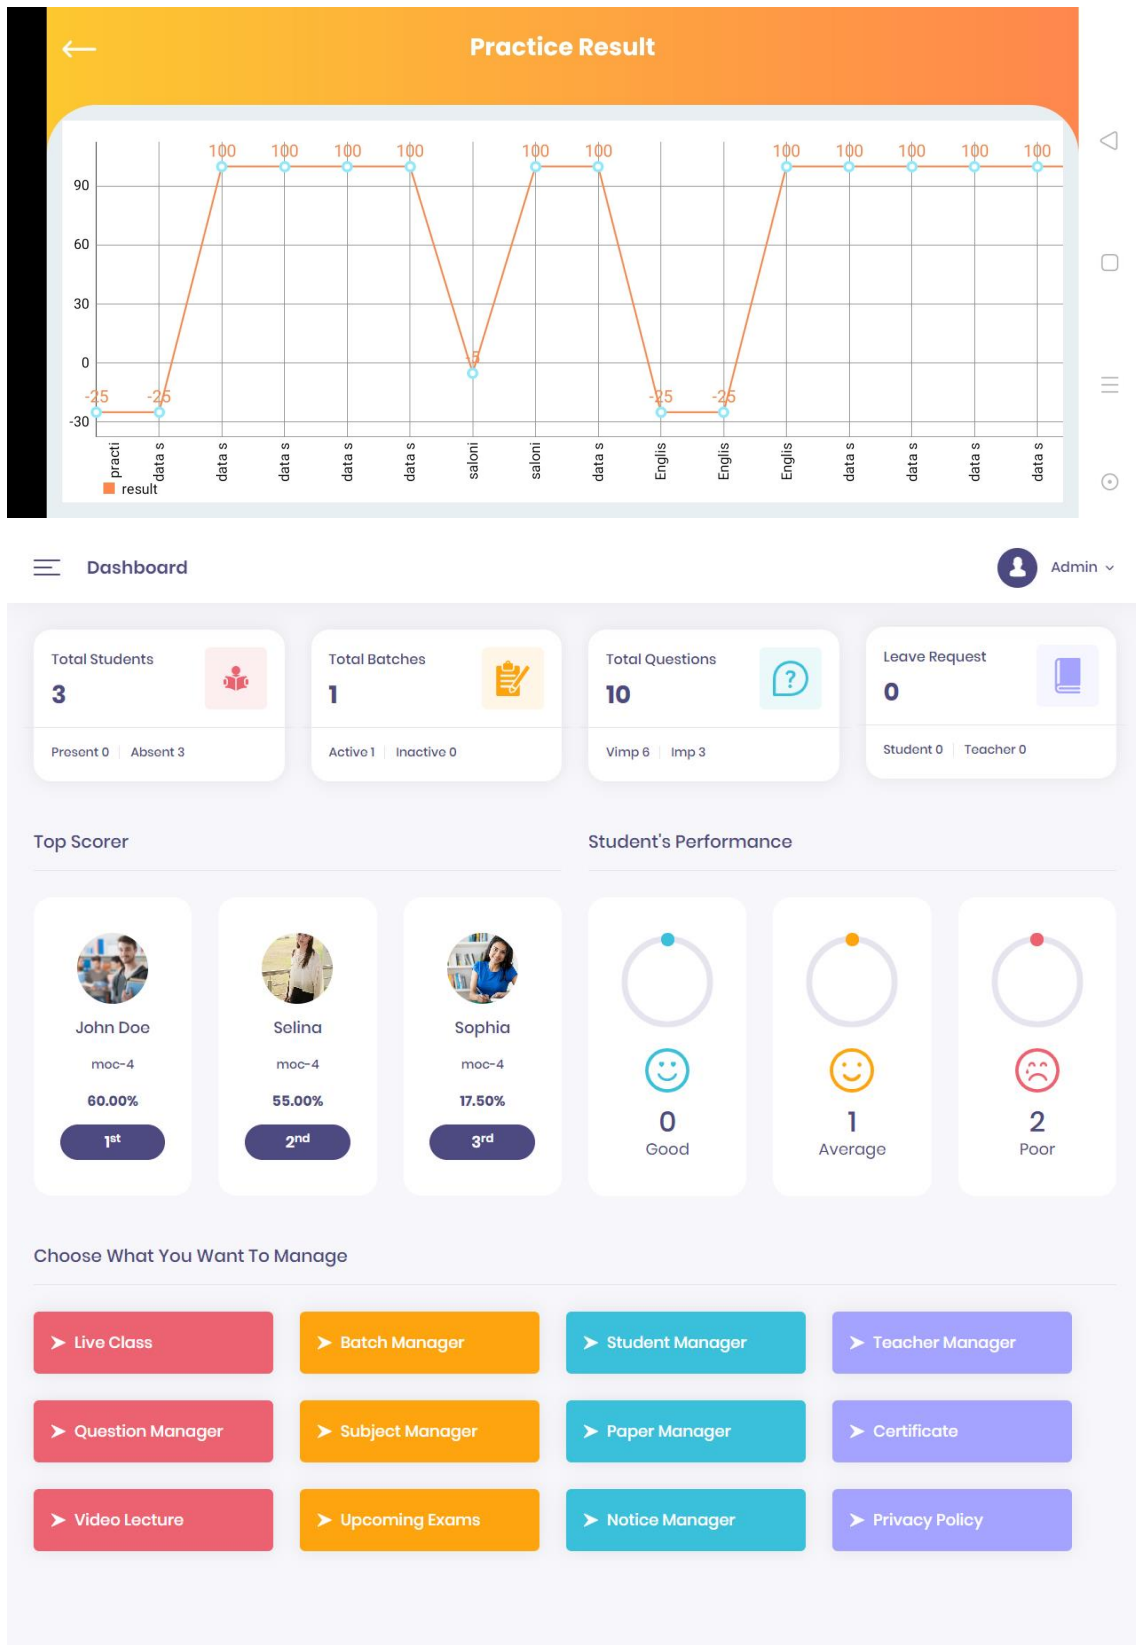 Practice Result
100 100 100 100 100 100 100 100 100 100 100
90
60
30
0
-5
-25 -25 -25 -25
-30
practi data s data s data s data s data s saloni saloni data s Englis Englis Englis data s data s data s data s
result
Dashboard
Admin
Total Students
3
Present 0 Absent 3
Total Batches
1
Active 1 Inactive 0
Total Questions
10
Vimp 6 Imp 3
Leave Request
0
Student 0 Teacher 0
Top Scorer
John Doe
moc-4
60.00%
1st
Selina
moc-4
55.00%
2nd
Sophia
moc-4
17.50%
3rd
Student's Performance
0
Good
1
Average
2
Poor
Choose What You Want To Manage
Live Class
Batch Manager
Student Manager
Teacher Manager
Question Manager
Subject Manager
Paper Manager
Certificate
Video Lecture
Upcoming Exams
Notice Manager
Privacy Policy